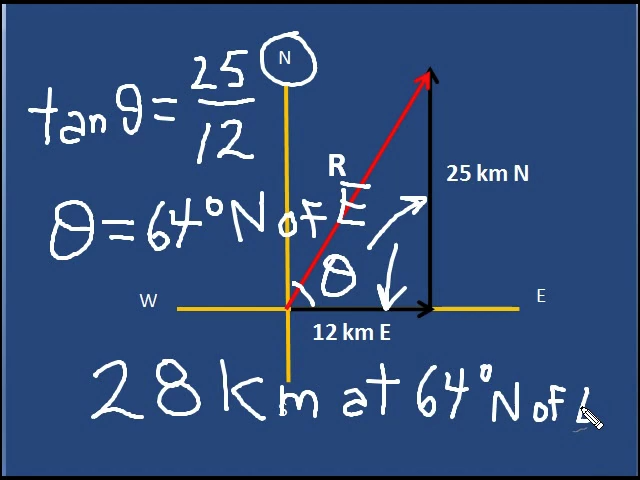 N
tan θ = 25/12
R
25 km N
θ = 64° N of E
θ
W
E
12 km E
28 km at 64° N of